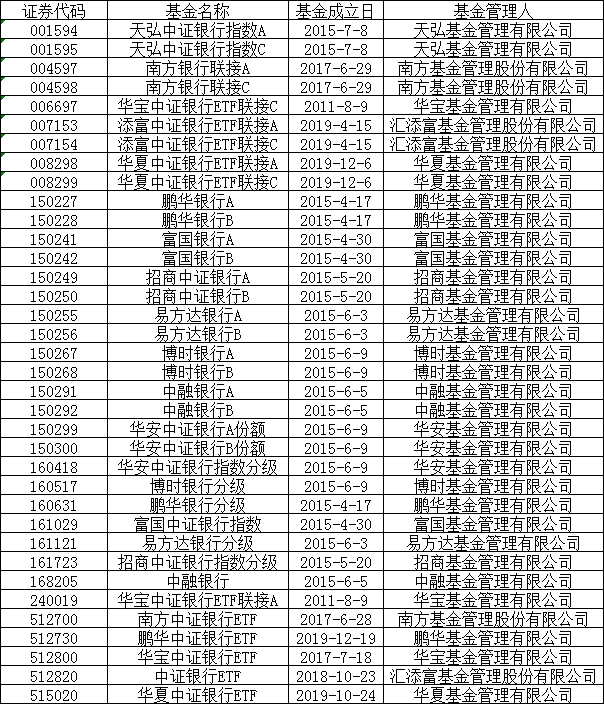 证券代码 基金名称 基金成立日 基金管理人
001594 天弘中证银行指数A 2015-7-8 天弘基金管理有限公司
001595 天弘中证银行指数C 2015-7-8 天弘基金管理有限公司
004597 南方银行联接A 2017-6-29 南方基金管理股份有限公司
004598 南方银行联接C 2017-6-29 南方基金管理股份有限公司
006697 华宝中证银行ETF联接C 2011-8-9 华宝基金管理有限公司
007153 添富中证银行ETF联接A 2019-4-15 汇添富基金管理股份有限公司
007154 添富中证银行ETF联接C 2019-4-15 汇添富基金管理股份有限公司
008298 华夏中证银行ETF联接A 2019-12-6 华夏基金管理有限公司
008299 华夏中证银行ETF联接C 2019-12-6 华夏基金管理有限公司
150227 鹏华银行A 2015-4-17 鹏华基金管理有限公司
150228 鹏华银行B 2015-4-17 鹏华基金管理有限公司
150241 富国银行A 2015-4-30 富国基金管理有限公司
150242 富国银行B 2015-4-30 富国基金管理有限公司
150249 招商中证银行A 2015-5-20 招商基金管理有限公司
150250 招商中证银行B 2015-5-20 招商基金管理有限公司
150255 易方达银行A 2015-6-3 易方达基金管理有限公司
150256 易方达银行B 2015-6-3 易方达基金管理有限公司
150267 博时银行A 2015-6-9 博时基金管理有限公司
150268 博时银行B 2015-6-9 博时基金管理有限公司
150291 中融银行A 2015-6-5 中融基金管理有限公司
150292 中融银行B 2015-6-5 中融基金管理有限公司
150299 华安中证银行A份额 2015-6-9 华安基金管理有限公司
150300 华安中证银行B份额 2015-6-9 华安基金管理有限公司
160418 华安中证银行指数分级 2015-6-9 华安基金管理有限公司
160517 博时银行分级 2015-6-9 博时基金管理有限公司
160631 鹏华银行分级 2015-4-17 鹏华基金管理有限公司
161029 富国中证银行指数 2015-4-30 富国基金管理有限公司
161121 易方达银行分级 2015-6-3 易方达基金管理有限公司
161723 招商中证银行指数分级 2015-5-20 招商基金管理有限公司
168205 中融银行 2015-6-5 中融基金管理有限公司
240019 华宝中证银行ETF联接A 2011-8-9 华宝基金管理有限公司
512700 南方中证银行ETF 2017-6-28 南方基金管理股份有限公司
512730 鹏华中证银行ETF 2019-12-19 鹏华基金管理有限公司
512800 华宝中证银行ETF 2017-7-18 华宝基金管理有限公司
512820 中证银行ETF 2018-10-23 汇添富基金管理股份有限公司
515020 华夏中证银行ETF 2019-10-24 华夏基金管理有限公司